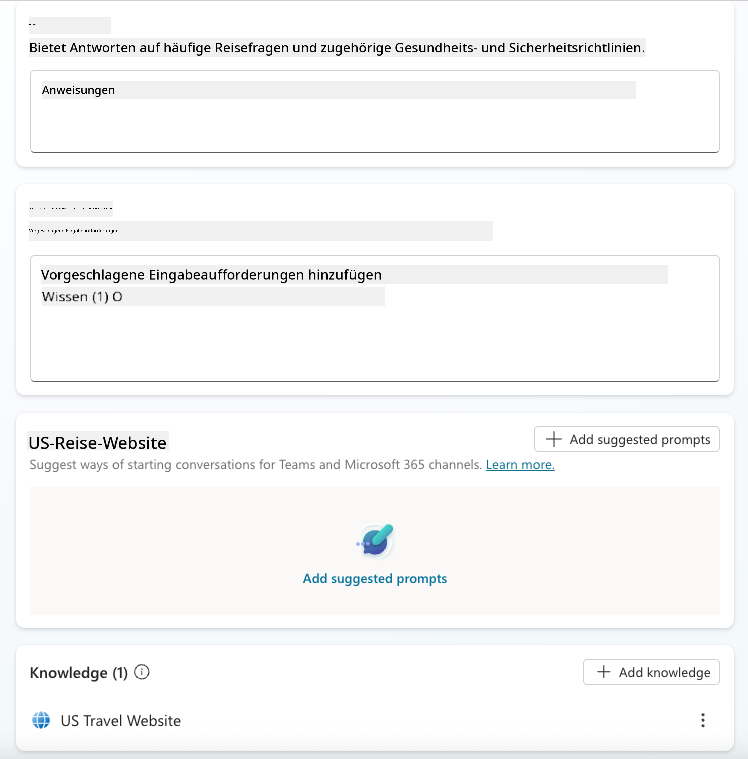 Bietet Antworten auf häufige Reisefragen und zugehörige Gesundheits- und Sicherheitsrichtlinien.
Anweisungen
Vorgeschlagene Eingabeaufforderungen hinzufügen
Wissen (1) O
US-Reise-Website
Add suggested prompts
Suggest ways of starting conversations for Teams and Microsoft 365 channels. Learn more.
Add suggested prompts
Knowledge (1)
Add knowledge
US Travel Website